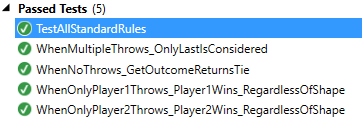 Passed Tests (5)
TestAllStandardRules
WhenMultipleThrows_OnlyLastIsConsidered
WhenNoThrows_GetOutcomeReturnsTie
WhenOnlyPlayer1Throws_Player1Wins_RegardlessOfShape
WhenOnlyPlayer2Throws_Player2Wins_RegardlessOfShape